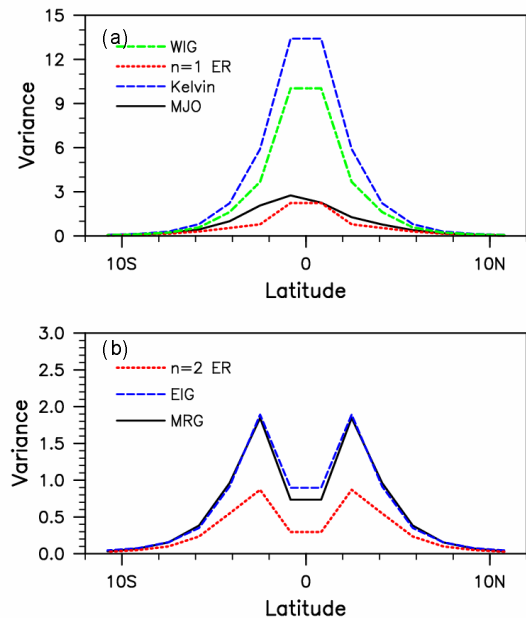 (a)
WIG
n=1 ER
Kelvin
MJO
15
12
9
6
3
0
Variance
10S 0 10N
Latitude
(b)
n=2 ER
EIG
MRG
3.0
2.5
2.0
1.5
1.0
0.5
0.0
Variance
10S 0 10N
Latitude